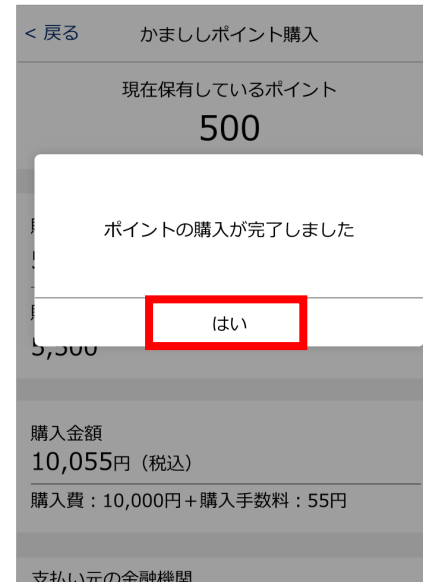 < 戻る かまししポイント購入
現在保有しているポイント
500
ポイントの購入が完了しました
はい
5,500
購入金額
10,055円（税込）
購入費：10,000円＋購入手数料：55円
支払い元の金融機関